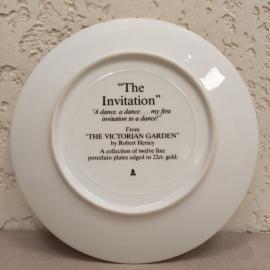 "The
Invitation"
"A dance, a dance. . . my first
invitation to a dance!"
From
"THE VICTORIAN GARDEN"
by Robert Hersey
A collection of twelve fine
porcelain plates edged in 22ct. gold.